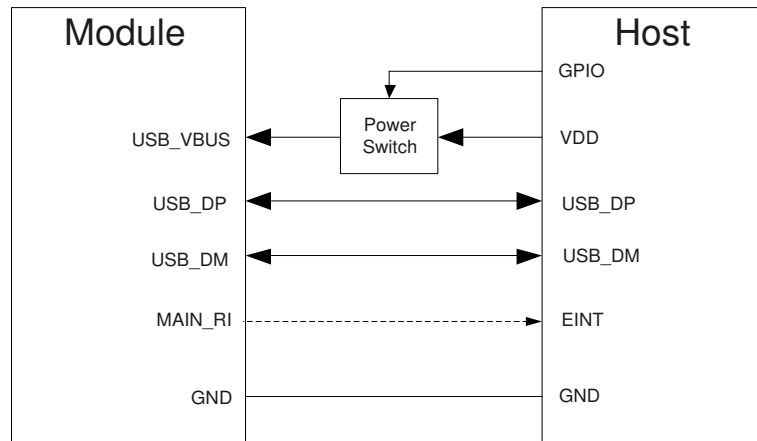 Module
Host
GPIO
Power
Switch
USB_VBUS
VDD
USB_DP
USB_DP
USB_DM
USB_DM
MAIN_RI
EINT
GND
GND